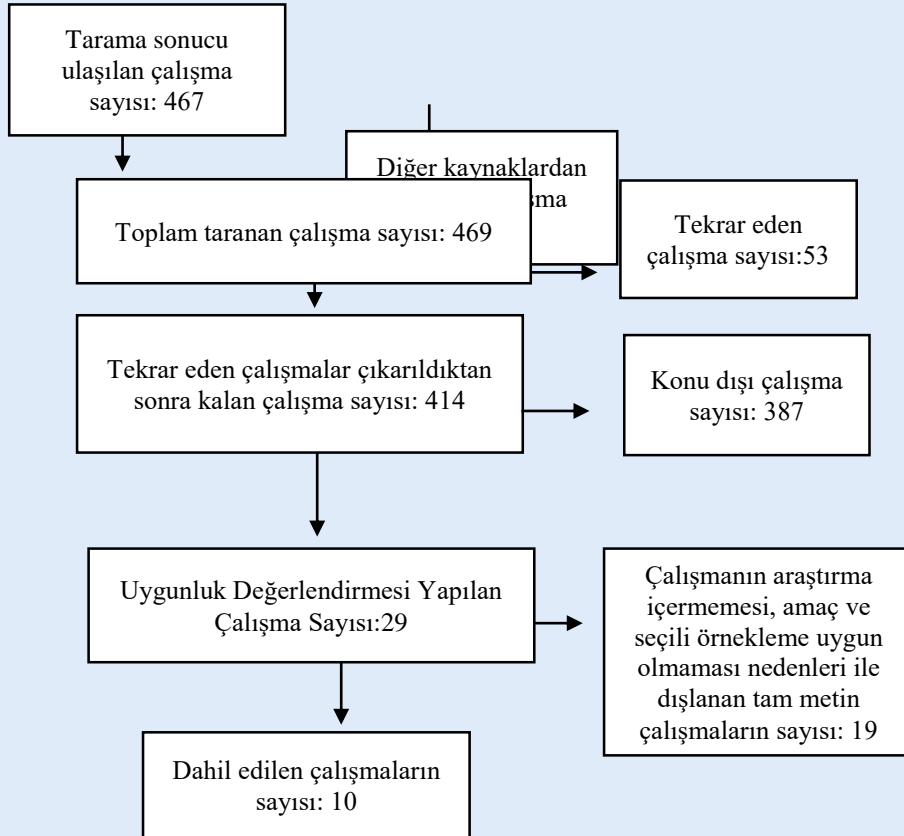 Tarama sonucu
ulaşılan çalışma
sayısı: 467
Diğer kaynaklardan
Toplam taranan çalışma sayısı: 469
Tekrar eden
çalışma sayısı:53
Tekrar eden çalışmalar çıkarıldıktan
sonra kalan çalışma sayısı: 414
Konu dışı çalışma
sayısı: 387
Uygunluk Değerlendirmesi Yapılan
Çalışma Sayısı:29
Çalışmanın araştırma
içermemesi, amaç ve
seçili örnekleme uygun
olmaması nedenleri ile
dışlanan tam metin
çalışmaların sayısı: 19
Dahil edilen çalışmaların
sayısı: 10